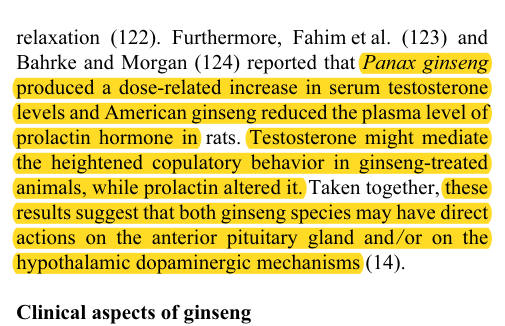 relaxation (122). Furthermore, Fahim et al. (123) and
Bahrke and Morgan (124) reported that Panax ginseng
produced a dose-related increase in serum testosterone
levels and American ginseng reduced the plasma level of
prolactin hormone in rats. Testosterone might mediate
the heightened copulatory behavior in ginseng-treated
animals, while prolactin altered it. Taken together, these
results suggest that both ginseng species may have direct
actions on the anterior pituitary gland and/or on the
hypothalamic dopaminergic mechanisms (14).
Clinical aspects of ginseng